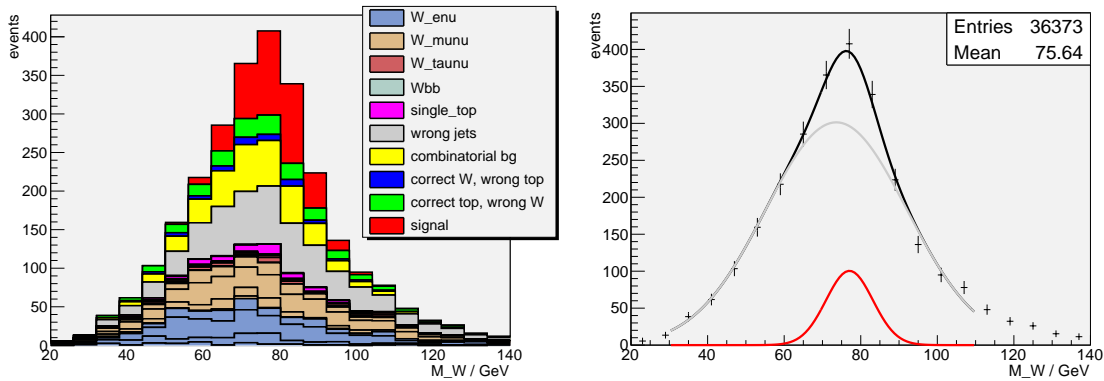 events
400
350
300
250
200
150
100
50
0
20 40 60 80 100 120 140
M_W / GeV
W_enu
W_munu
W_taunu
Wbb
single_top
wrong jets
combinatorial bg
correct W, wrong top
correct top, wrong W
signal
events
400
350
300
250
200
150
100
50
0
20 40 60 80 100 120 140
M_W / GeV
Entries 36373
Mean 75.64